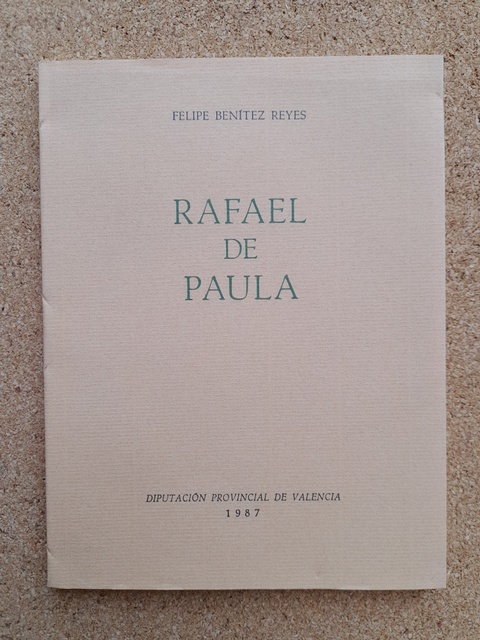 FELIPE BENÍTEZ REYES
RAFAEL
DE
PAULA
DIPUTACIÓN PROVINCIAL DE VALENCIA
1987